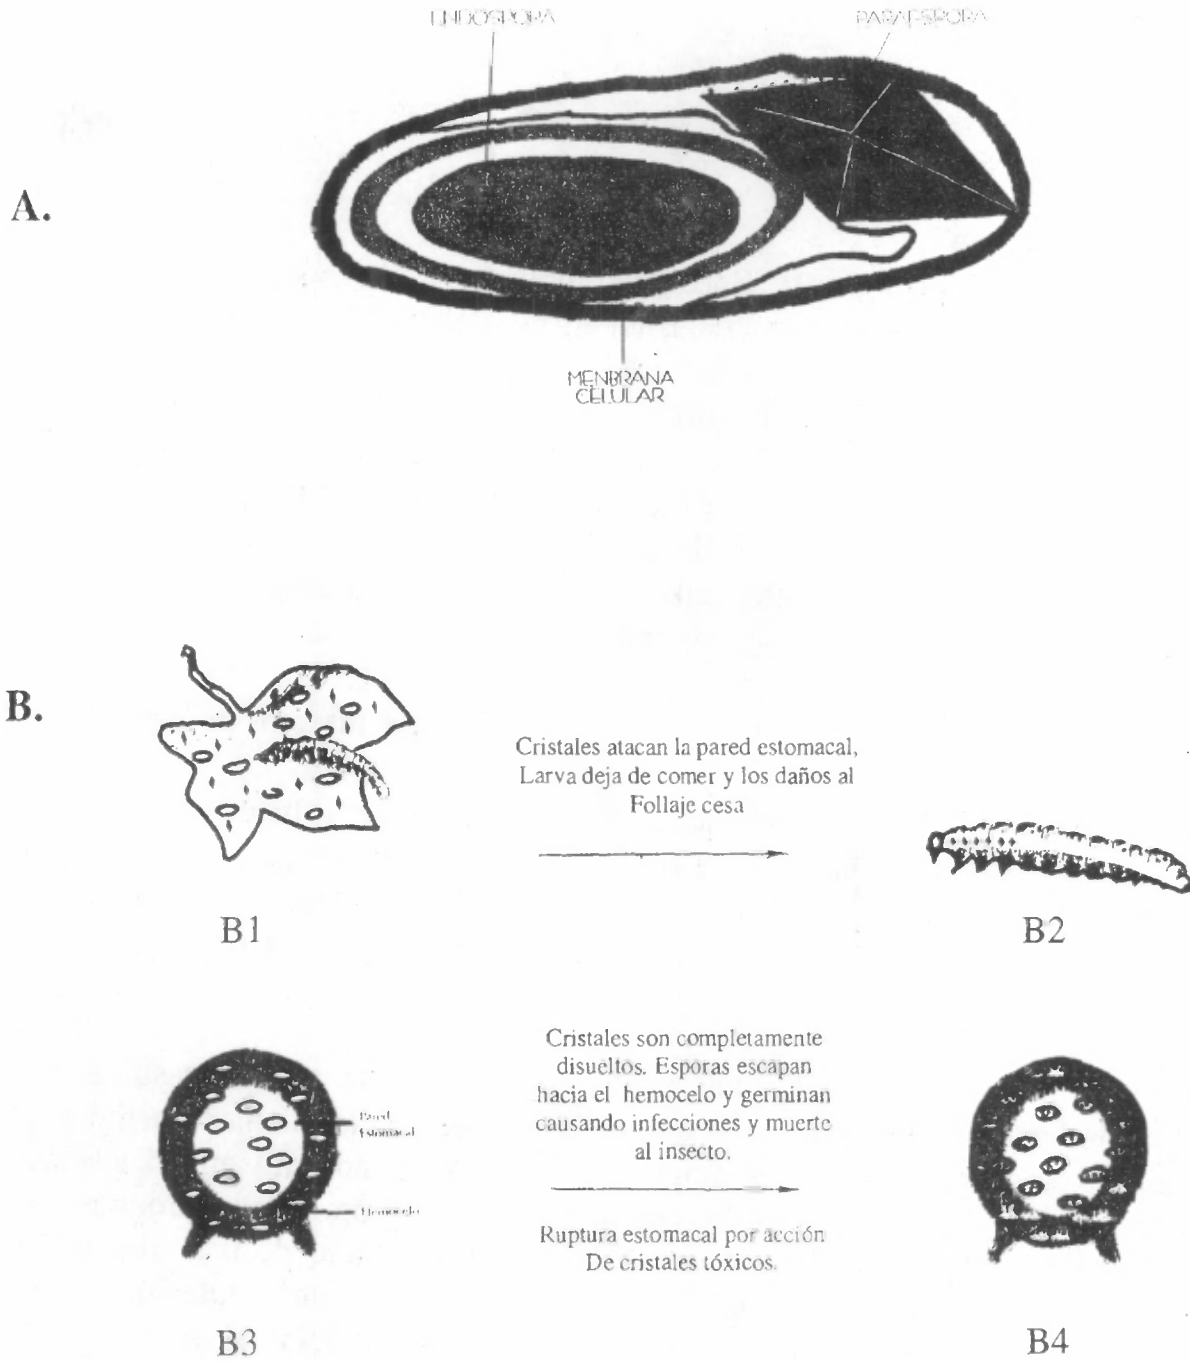 ENDOSPORA
PARAESPORA
A.
MENBRANA
CELULAR
B.
Cristales atacan la pared estomacal,
Larva deja de comer y los daños al
Follaje cesa
B1
B2
Cristales son completamente
disueltos. Esporas escapan
hacia el hemocelo y germinan
causando infecciones y muerte
al insecto.
Pared
Estomacal
Hemocelo
Ruptura estomacal por acción
De cristales tóxicos.
B3
B4